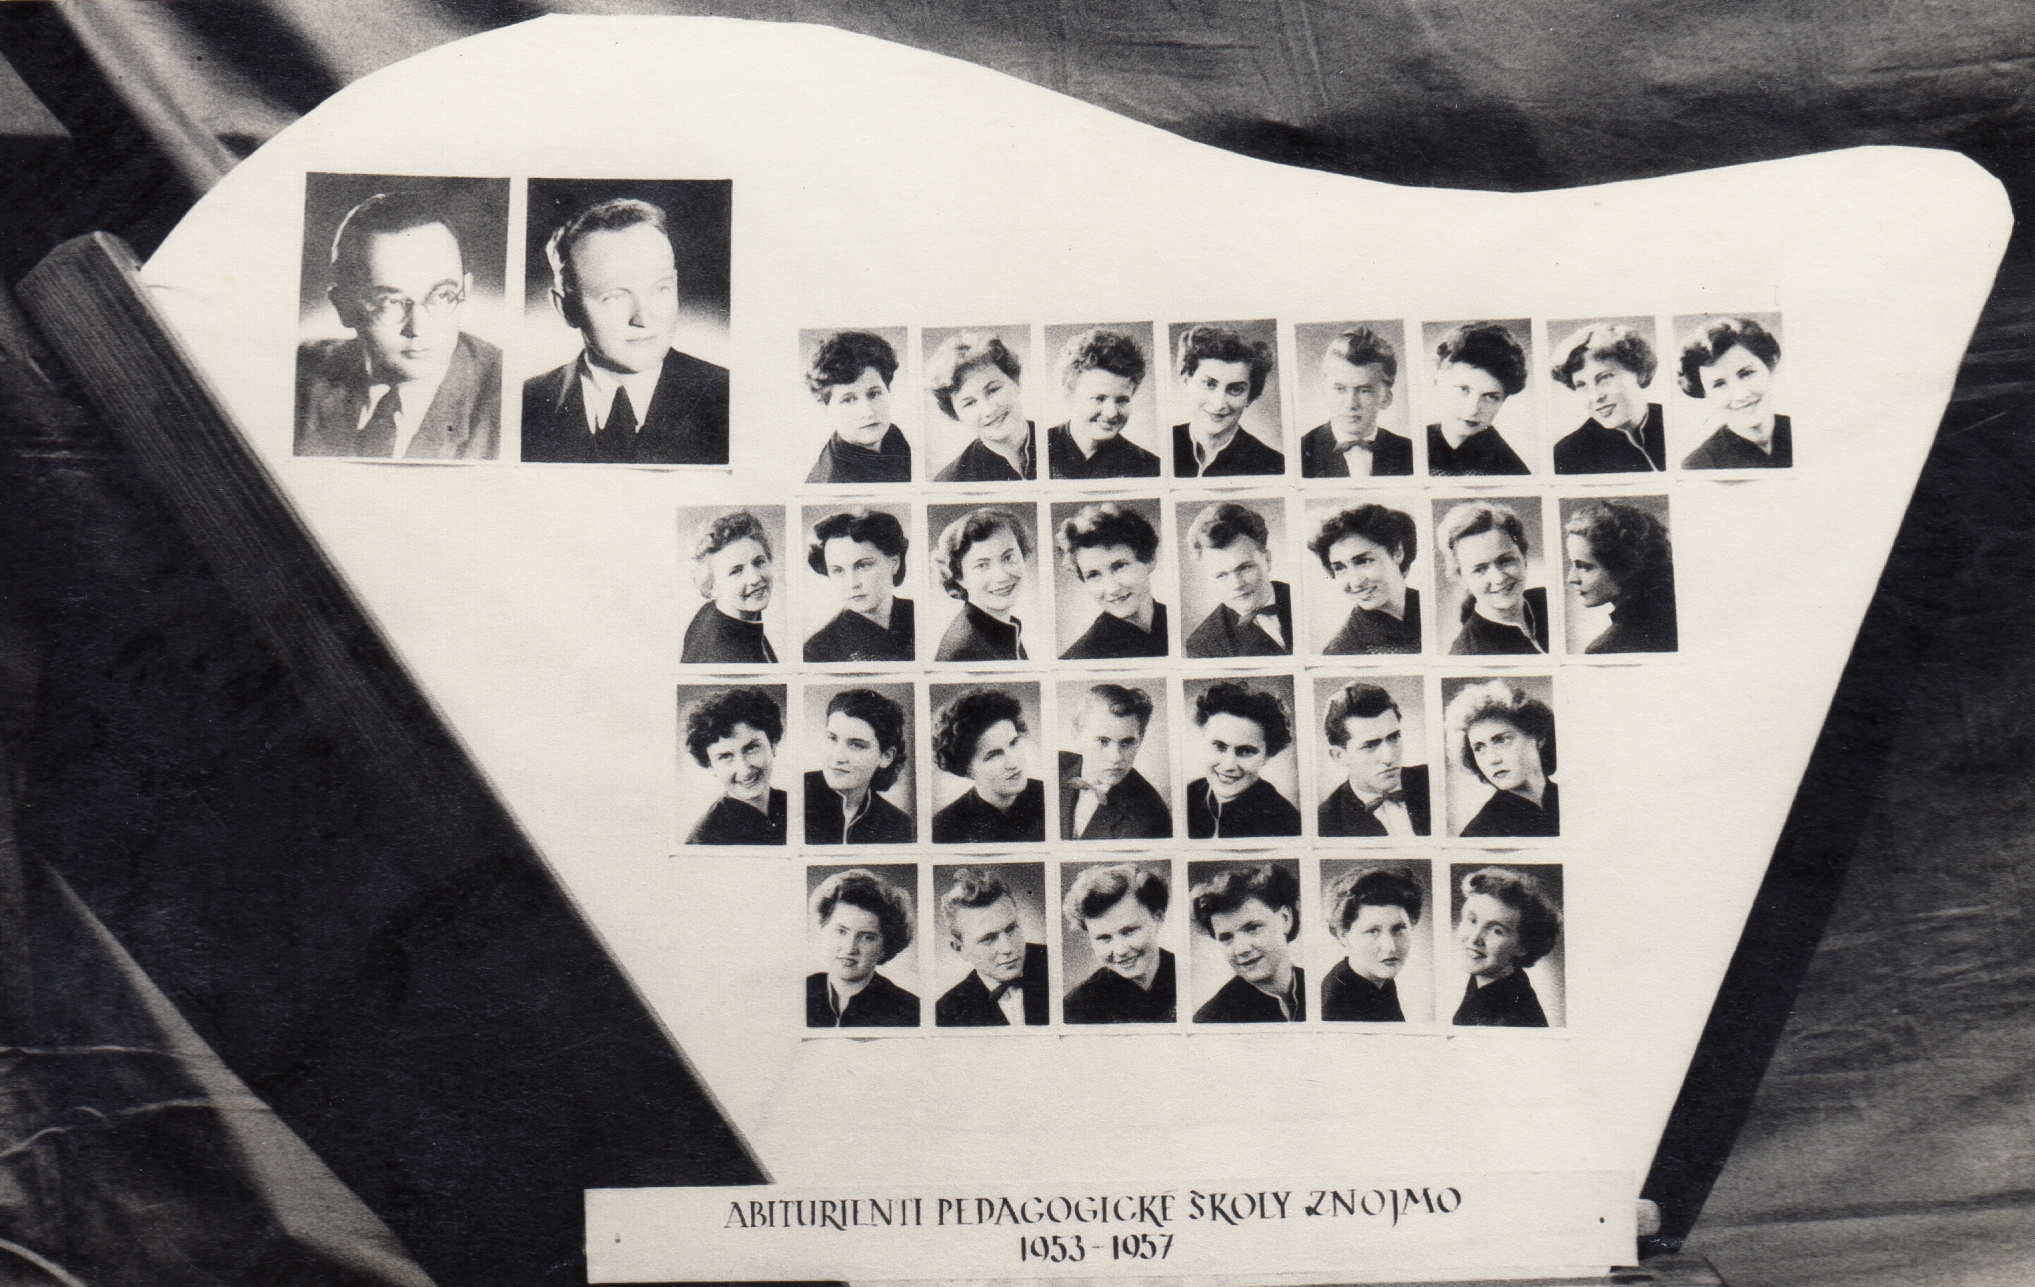 ABITURIENTI PEDAGOGICKÉ ŠKOLY ZNOJMO
1953-1957